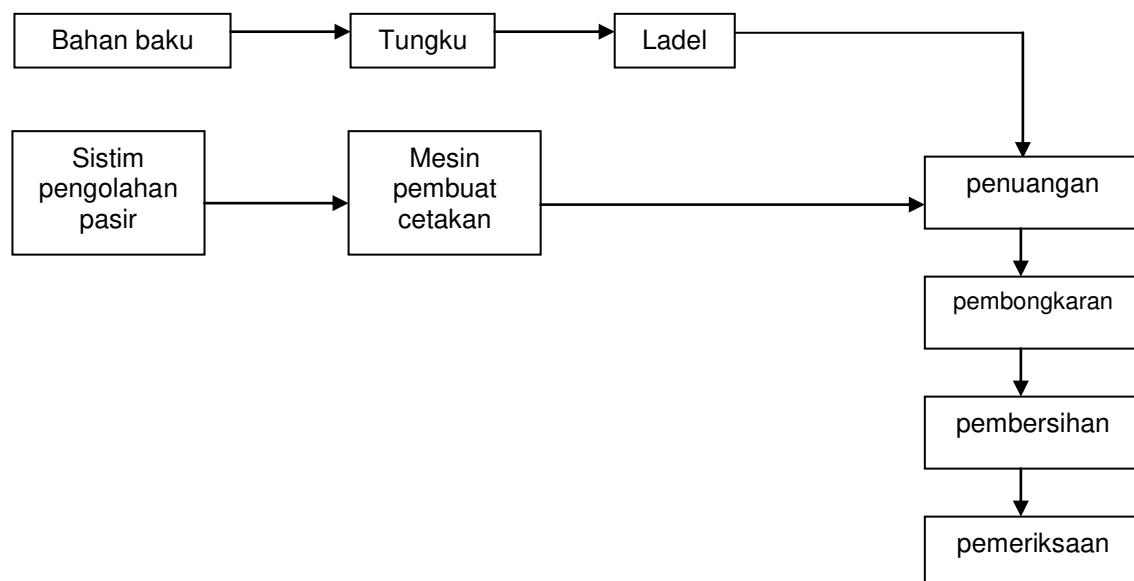 Bahan baku
Tungku
Ladel
Sistim
pengolahan
pasir
Mesin
pembuat
cetakan
penuangan
pembongkaran
pembersihan
pemeriksaan